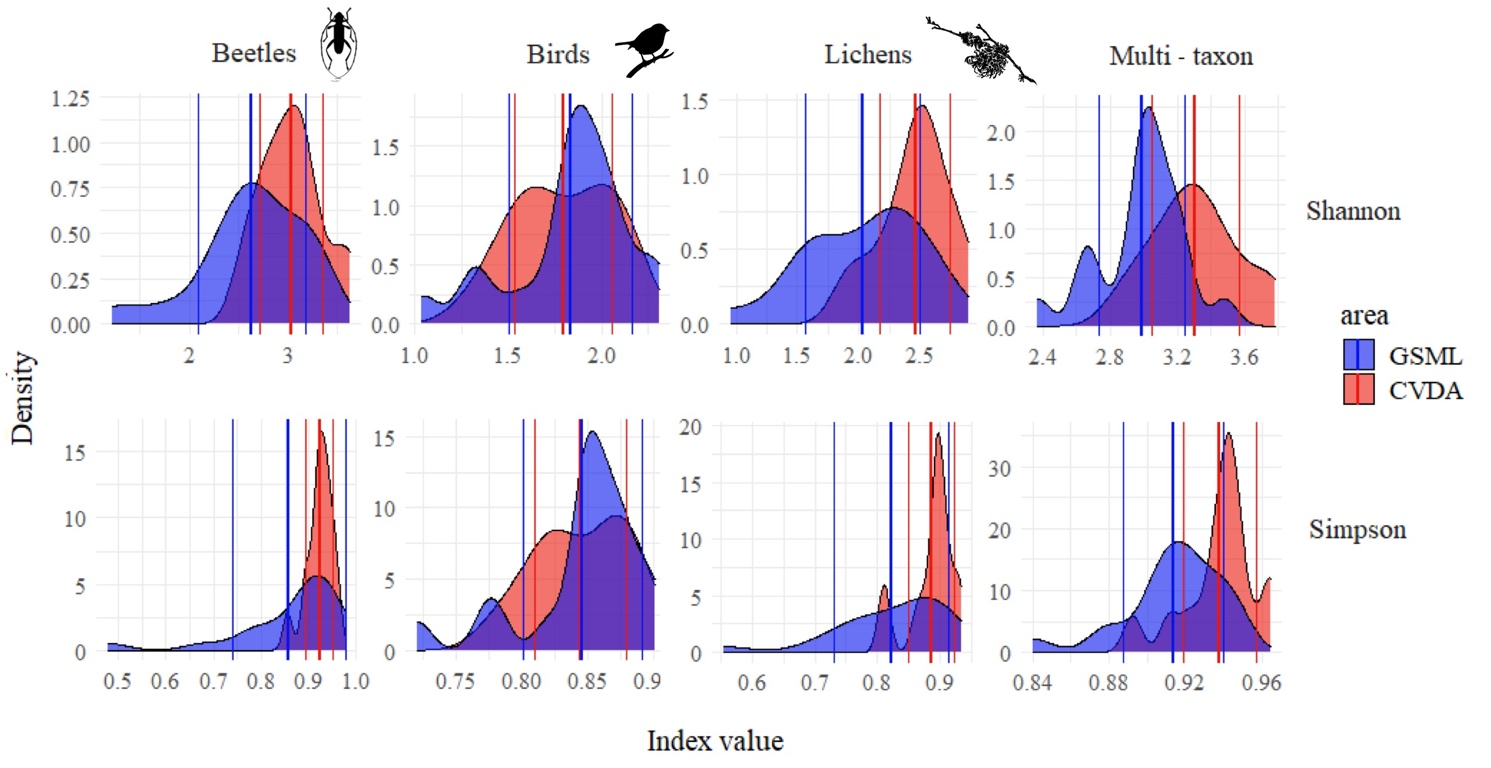 Beetles Birds Lichens Multi - taxon
1.25 1.00 0.75 0.50 0.25 0.00
2 3
1.5 1.0 0.5 0.0
1.0 1.5 2.0
1.5 1.0 0.5 0.0
1.0 1.5 2.0 2.5
2.0 1.5 1.0 0.5 0.0
2.4 2.8 3.2 3.6
Shannon
area
GSML
CVDA
Density
15 10 5 0
0.5 0.6 0.7 0.8 0.9 1.0
15 10 5 0
0.75 0.80 0.85 0.9
20 15 10 5 0
0.6 0.7 0.8 0.9
30 20 10 0
0.84 0.88 0.92 0.96
Simpson
Index value